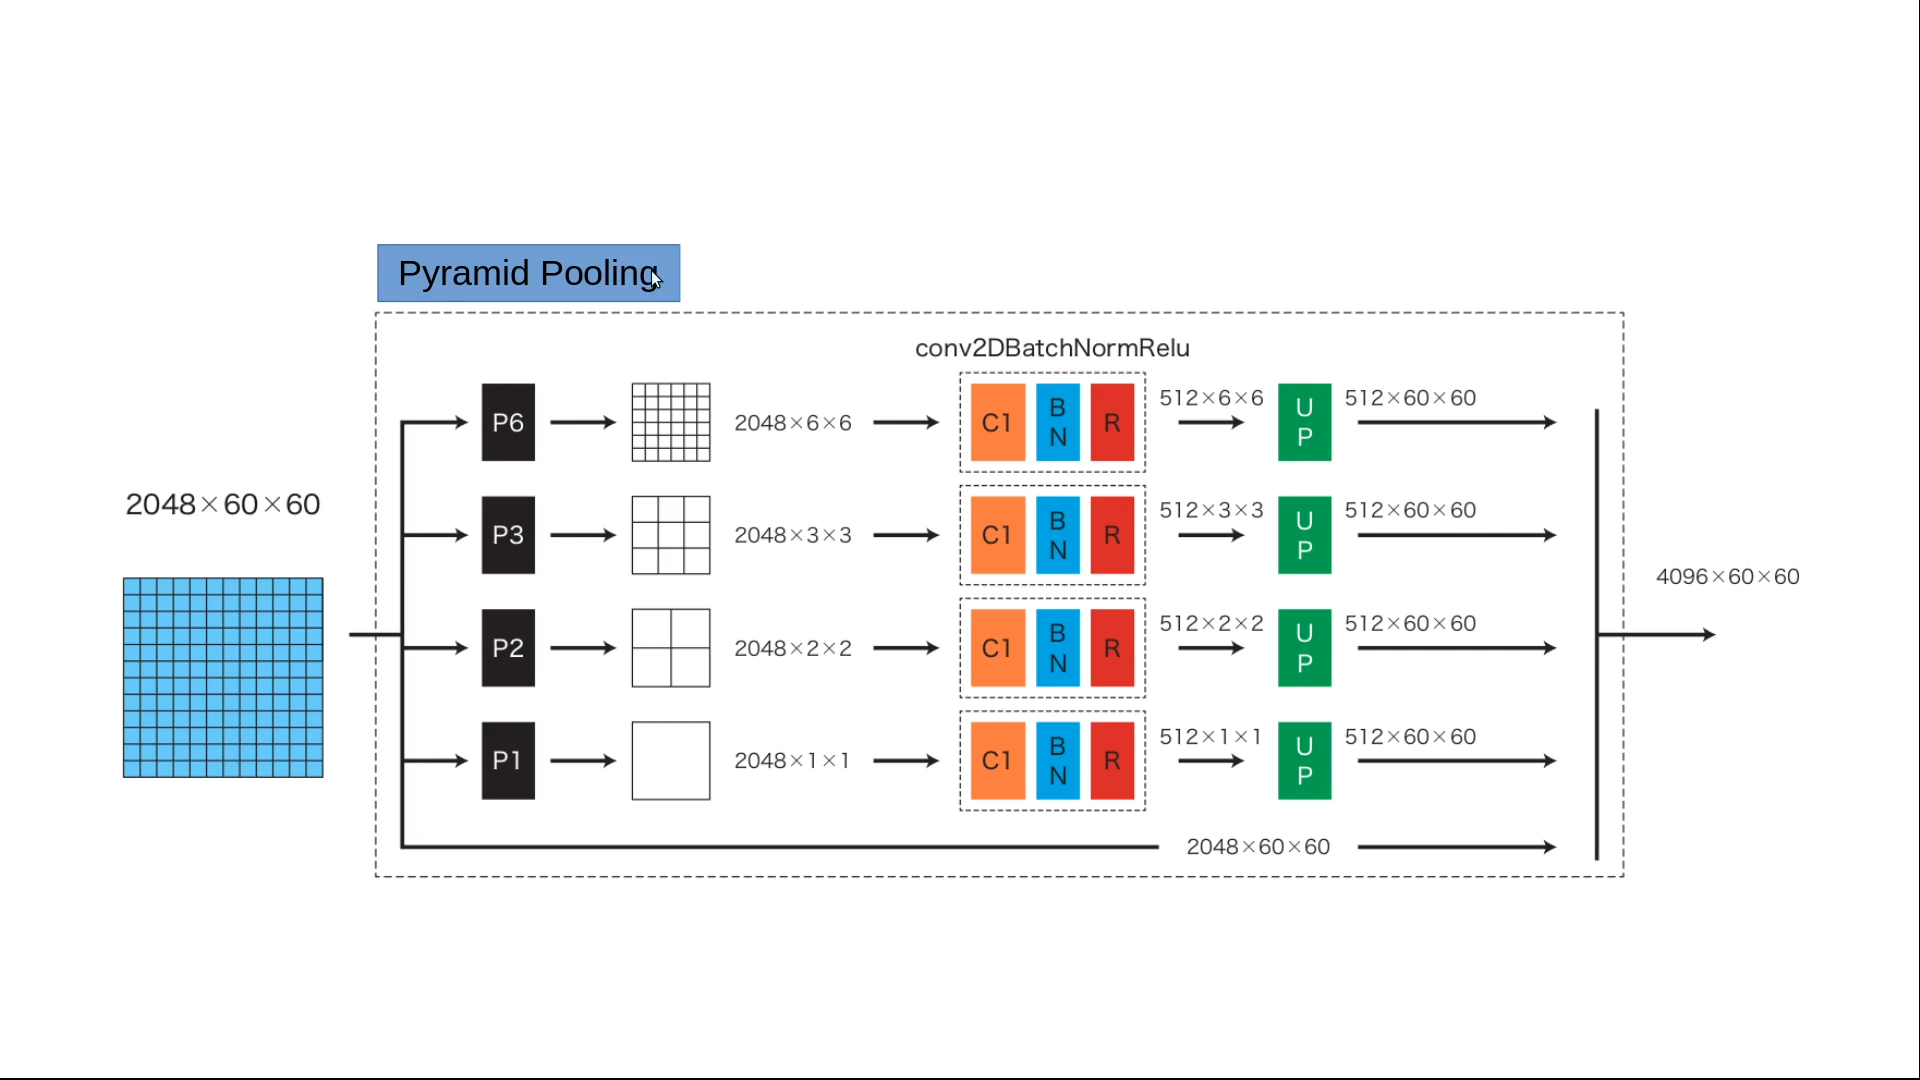 Pyramid Pooling
conv2DBatchNormRelu
2048×60×60
P6
2048×6×6
C1
B
N
R
512×6×6
U
P
512×60×60
P3
2048×3×3
C1
B
N
R
512×3×3
U
P
512×60×60
P2
2048×2×2
C1
B
N
R
512×2×2
U
P
512×60×60
P1
2048×1×1
C1
B
N
R
512×1×1
U
P
512×60×60
2048×60×60
4096×60×60